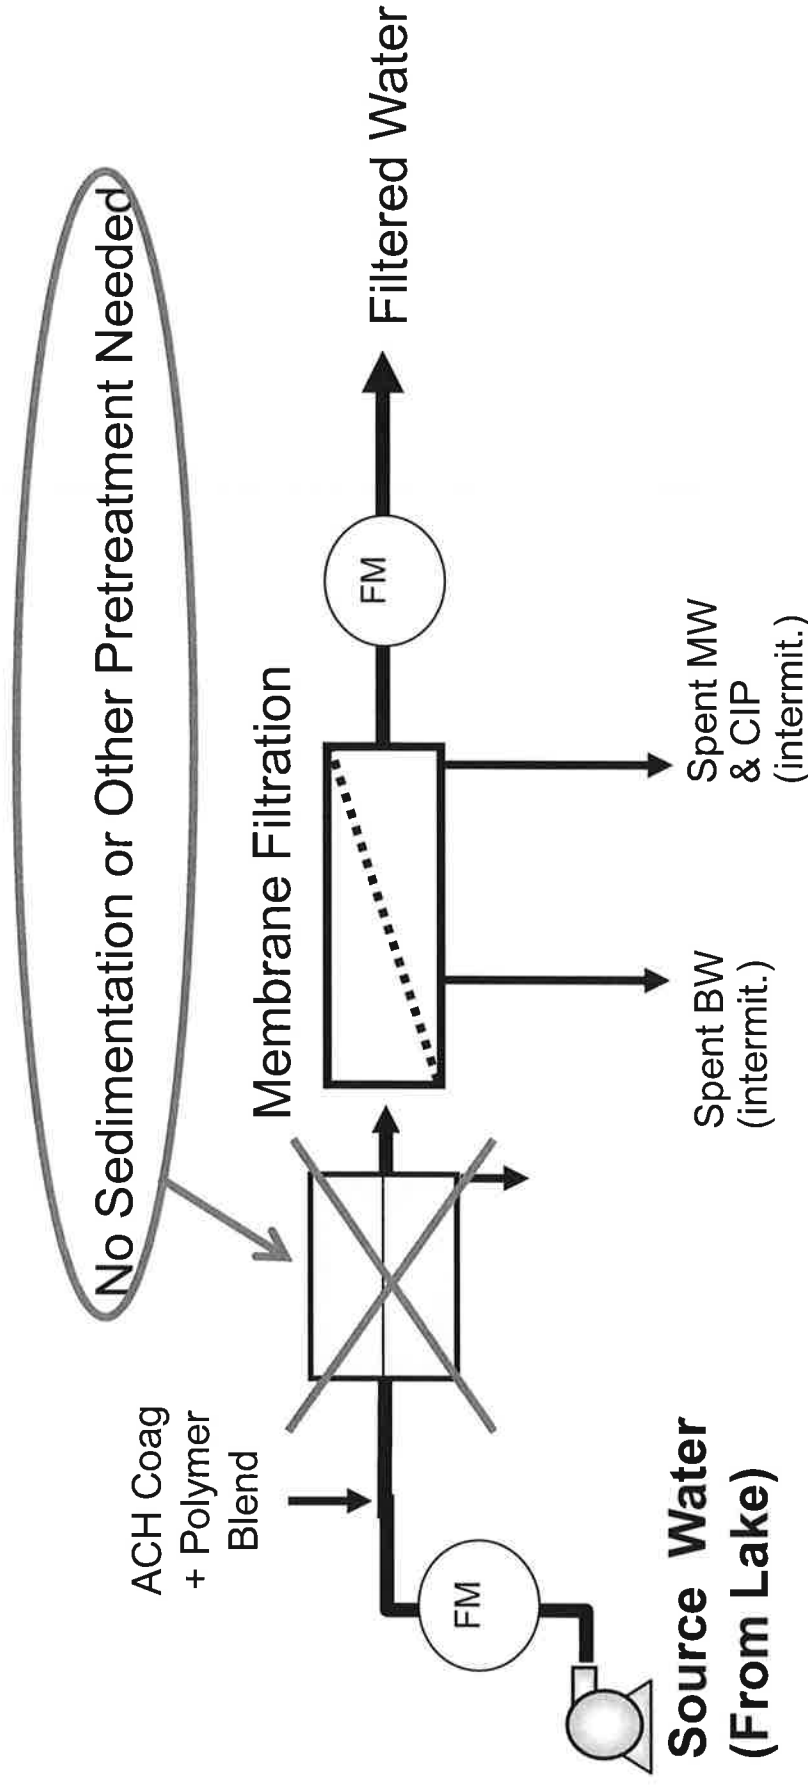 No Sedimentation or Other Pretreatment Needed
ACH Coag
+ Polymer
Blend
Membrane Filtration
FM
FM
Filtered Water
Source Water
(From Lake)
Spent BW
(intermit.)
Spent MW
& CIP
(intermit.)